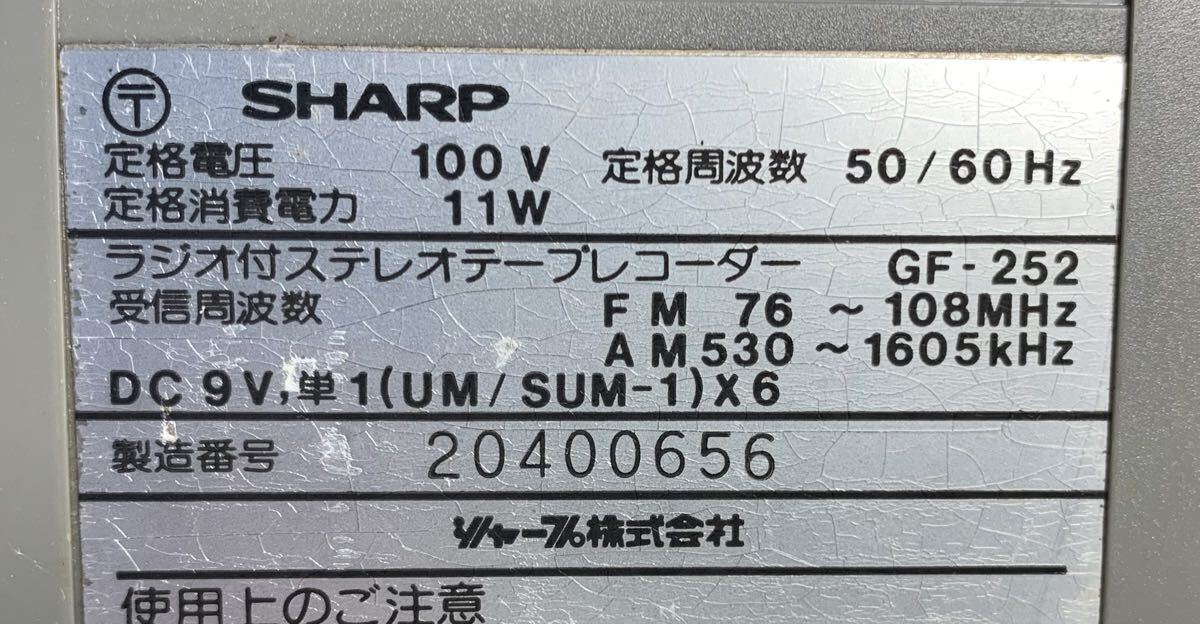 〒 SHARP
定格電圧 100 V 定格周波数 50/60Hz
定格消費電力 11W
ラジオ付ステレオテープレコーダー GF-252
受信周波数 FM 76 ~ 108MHz
AM530 ~ 1605kHz
DC 9V, 単1(UM/SUM-1)X6
製造番号 20400656
シャープ株式会社
使用上のご注意